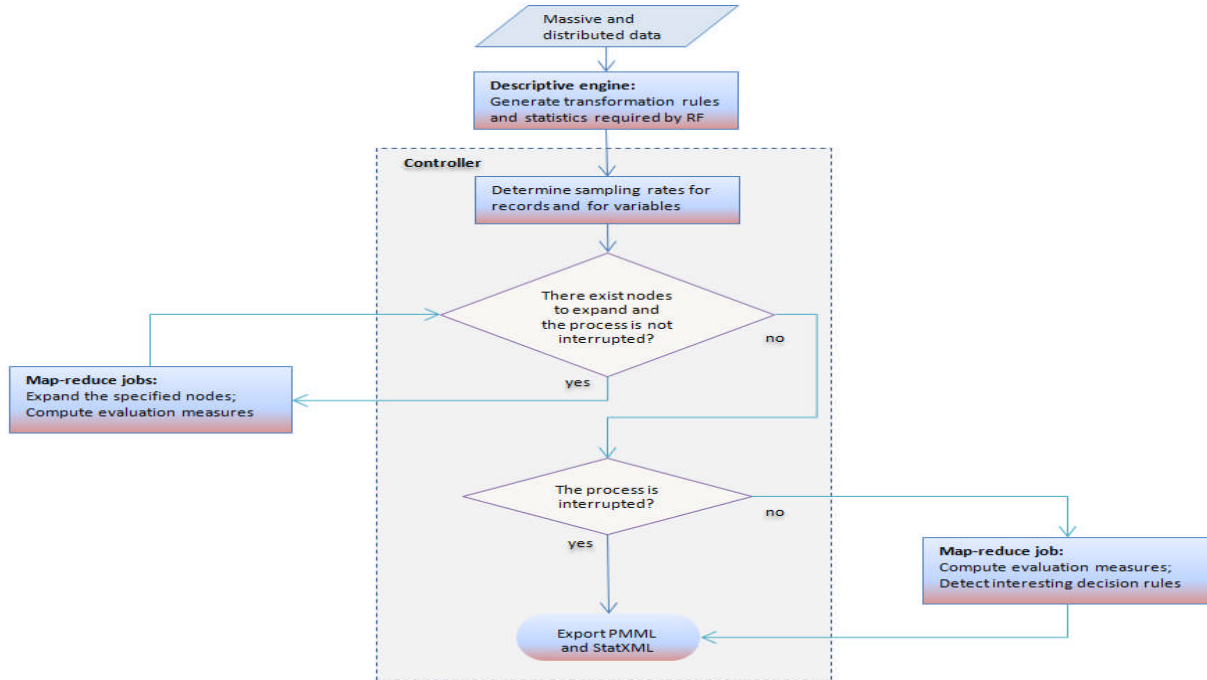 Massive and
distributed data
Descriptive engine:
Generate transformation rules
and statistics required by RF
Controller
Determine sampling rates for
records and for variables
There exist nodes
to expand and
the process is not
interrupted?
no
yes
Map-reduce jobs:
Expand the specified nodes;
Compute evaluation measures
The process is
interrupted?
no
yes
Map-reduce job:
Compute evaluation measures;
Detect interesting decision rules
Export PMML
and StatXML